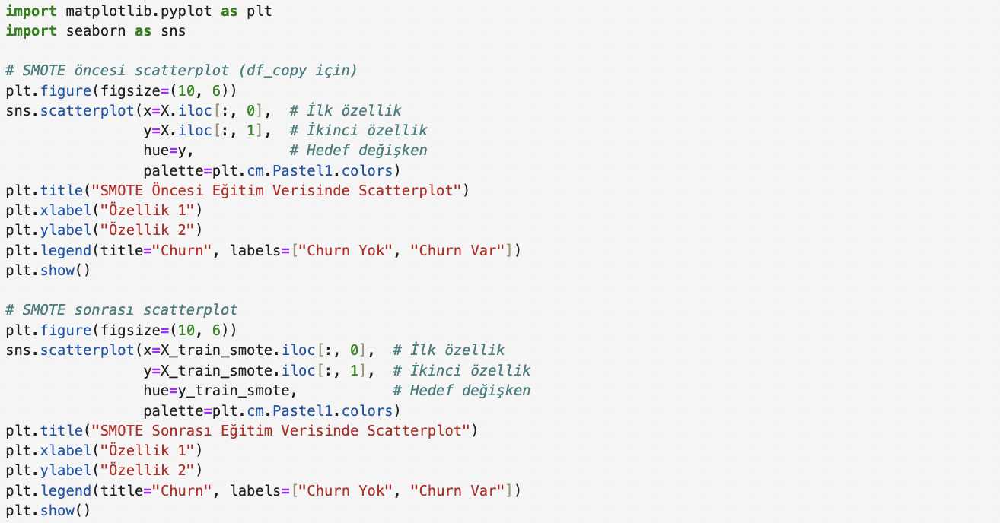 import matplotlib.pyplot as plt
import seaborn as sns

# SMOTE öncesi scatterplot (df_copy için)
plt.figure(figsize=(10, 6))
sns.scatterplot(x=X.iloc[:, 0],  # İlk özellik
                y=X.iloc[:, 1],  # İkinci özellik
                hue=y,           # Hedef değişken
                palette=plt.cm.Pastel1.colors)
plt.title("SMOTE Öncesi Eğitim Verisinde Scatterplot")
plt.xlabel("Özellik 1")
plt.ylabel("Özellik 2")
plt.legend(title="Churn", labels=["Churn Yok", "Churn Var"])
plt.show()

# SMOTE sonrası scatterplot
plt.figure(figsize=(10, 6))
sns.scatterplot(x=X_train_smote.iloc[:, 0],  # İlk özellik
                y=X_train_smote.iloc[:, 1],  # İkinci özellik
                hue=y_train_smote,           # Hedef değişken
                palette=plt.cm.Pastel1.colors)
plt.title("SMOTE Sonrası Eğitim Verisinde Scatterplot")
plt.xlabel("Özellik 1")
plt.ylabel("Özellik 2")
plt.legend(title="Churn", labels=["Churn Yok", "Churn Var"])
plt.show()